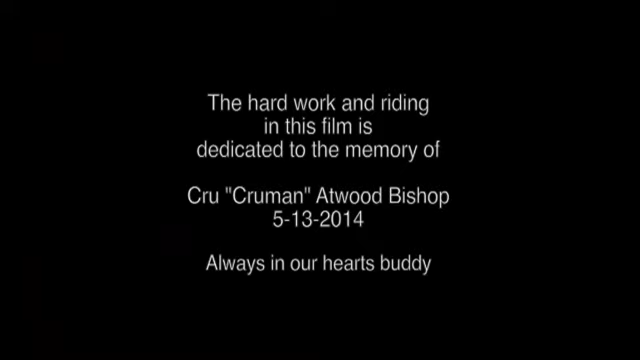 The hard work and riding
in this film is
dedicated to the memory of
Cru "Cruman" Atwood Bishop
5-13-2014
Always in our hearts buddy